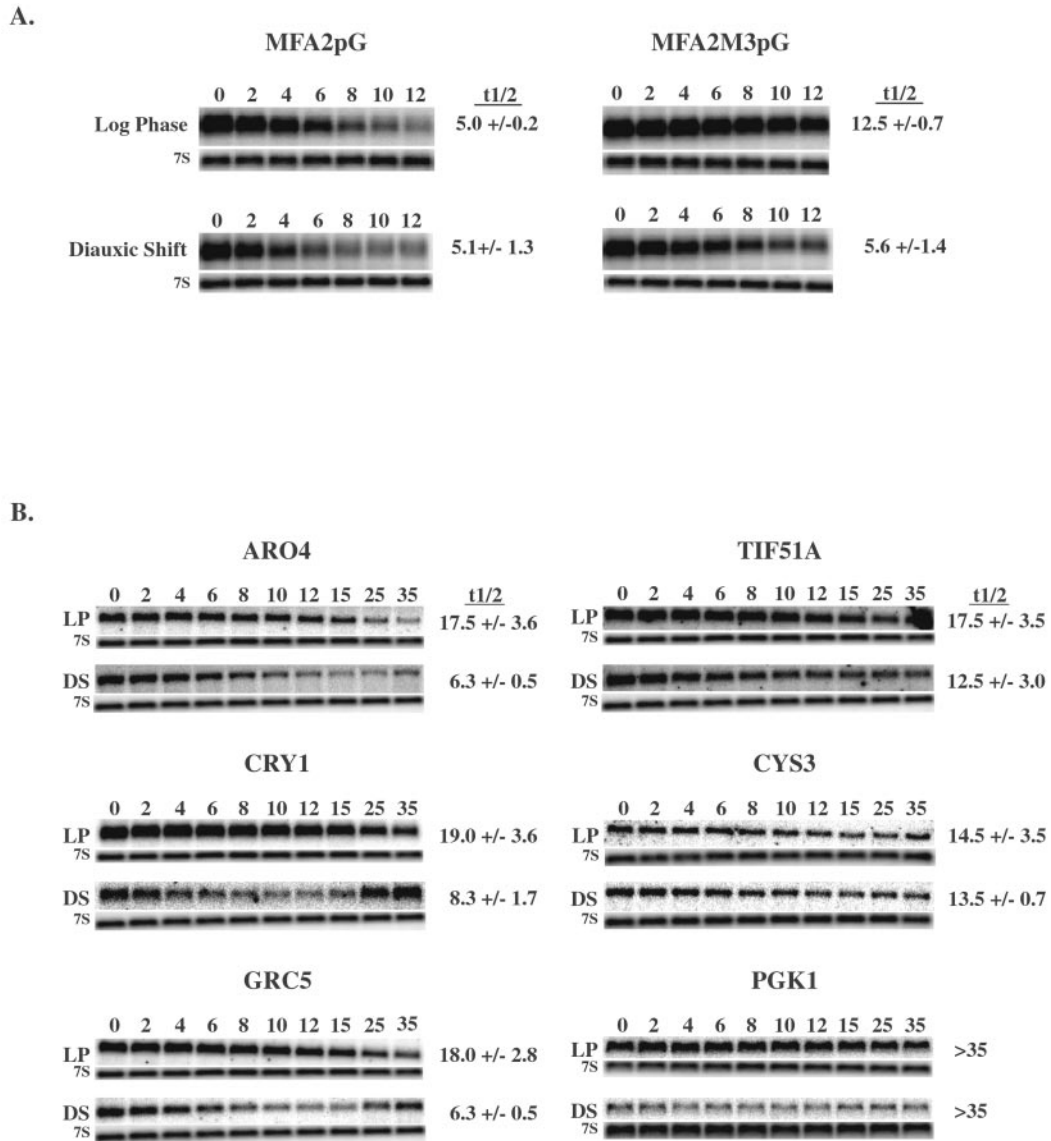 A.
MFA2pG MFA2M3pG
0 2 4 6 8 10 12 t1/2 0 2 4 6 8 10 12 t1/2
Log Phase 5.0 +/-0.2 12.5 +/-0.7
7S
0 2 4 6 8 10 12 0 2 4 6 8 10 12
Diauxic Shift 5.1+/- 1.3 5.6 +/-1.4
7S
B.
ARO4 TIF51A
0 2 4 6 8 10 12 15 25 35 t1/2 0 2 4 6 8 10 12 15 25 35 t1/2
LP 17.5 +/- 3.6 LP 17.5 +/- 3.5
7S 7S
DS 6.3 +/- 0.5 DS 12.5 +/- 3.0
7S 7S
CRY1 CYS3
0 2 4 6 8 10 12 15 25 35 0 2 4 6 8 10 12 15 25 35
LP 19.0 +/- 3.6 LP 14.5 +/- 3.5
7S 7S
DS 8.3 +/- 1.7 DS 13.5 +/- 0.7
7S 7S
GRC5 PGK1
0 2 4 6 8 10 12 15 25 35 0 2 4 6 8 10 12 15 25 35
LP 18.0 +/- 2.8 LP >35
7S 7S
DS 6.3 +/- 0.5 DS >35
7S 7S